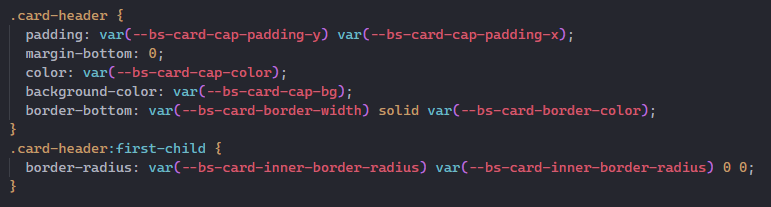 .card-header {
  padding: var(--bs-card-cap-padding-y) var(--bs-card-cap-padding-x);
  margin-bottom: 0;
  color: var(--bs-card-cap-color);
  background-color: var(--bs-card-cap-bg);
  border-bottom: var(--bs-card-border-width) solid var(--bs-card-border-color);
}
.card-header:first-child {
  border-radius: var(--bs-card-inner-border-radius) var(--bs-card-inner-border-radius) 0 0;
}